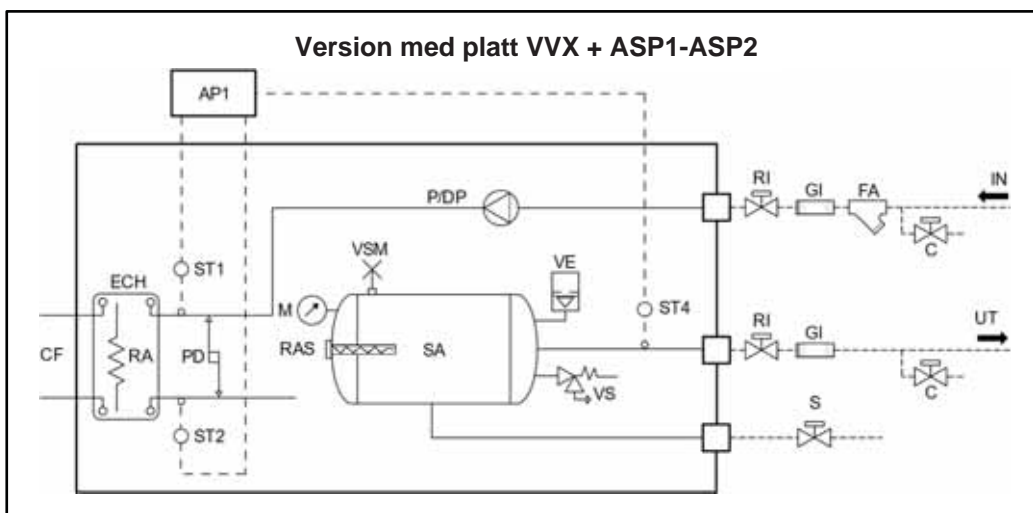 Version med platt VVX + ASP1-ASP2
AP1
P/DP
RI
GI
FA
IN
C
VSM
VE
ST1
ECH
M
ST4
RI
GI
UT
CF
RA
PD
RAS
SA
VS
C
S
ST2